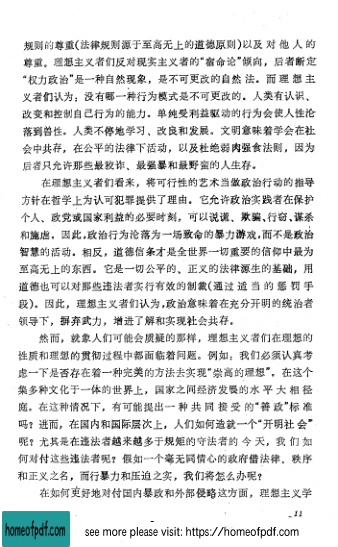 规则的尊重(法律规则源于至高无上的道德原则)以及对他人的
尊重。理想主义者们反对现实主义者的“宿命论”倾向，后者断定
“权力政治”是一种自然现象，是不可更改的自然法。而理想主
义者们认为：没有哪一种行为模式是不可更改的。人类有认识、
改变和控制自己行为的能力。单纯受利益驱动的行为会使人性沦
落到兽性。人类不停地学习、改良和发展。文明意味着学会在社
会中共存，在公平的法律下活动，以及杜绝弱肉强食法则，因为
后者只允许那些最狡诈、最强暴和最野蛮的人生存。
在理想主义者们看来，将可行性的艺术当做政治行动的指导
方针在哲学上为认可犯罪提供了理由。它允许政治实践者在保护
个人、政党或国家利益的必要时刻，可以说谎、欺骗、行窃、谋杀
和施虐。因此，政治行为沦落为一场致命的暴力游戏，而不是政治
智慧的活动。相反，道德信条才是全世界一切重要的信仰中最为
至高无上的东西。它是一切公平的、正义的法律源生的基础，用
道德也可以对那些违法者实行有效的制裁(通过适当的惩罚手
段)。因此，理想主义者们认为，政治意味着在充分开明的统治者
领导下，摒弃武力，增进了解和实现社会共存。
然而，就象人们可能会质疑的那样，理想主义者们在理想的
性质和理想的贯彻过程中都面临着问题。例如：我们必须认真考
虑一下是否存在着一种完美的方法去实现“崇高的理想”。在这个
集多种文化于一体的世界上，国家之间经济发展的水平大相径
庭。在这种情况下，有可能提出一种共同接受的“善政”标准
吗？进而，在国内和国际层次上，人们如何造就一个“开明社会”
呢？尤其是在违法者越来越多于规矩的守法者的今天，我们如
何对付这些违法者呢？假如一个毫无同情心的政府借法律、秩序
和正义之名，而行暴力和压迫之实，我们将怎么办呢？
在如何更好地对付国内暴政和外部侵略这方面，理想主义学
11
homeofpdf.com
see more please visit: https://homeofpdf.com